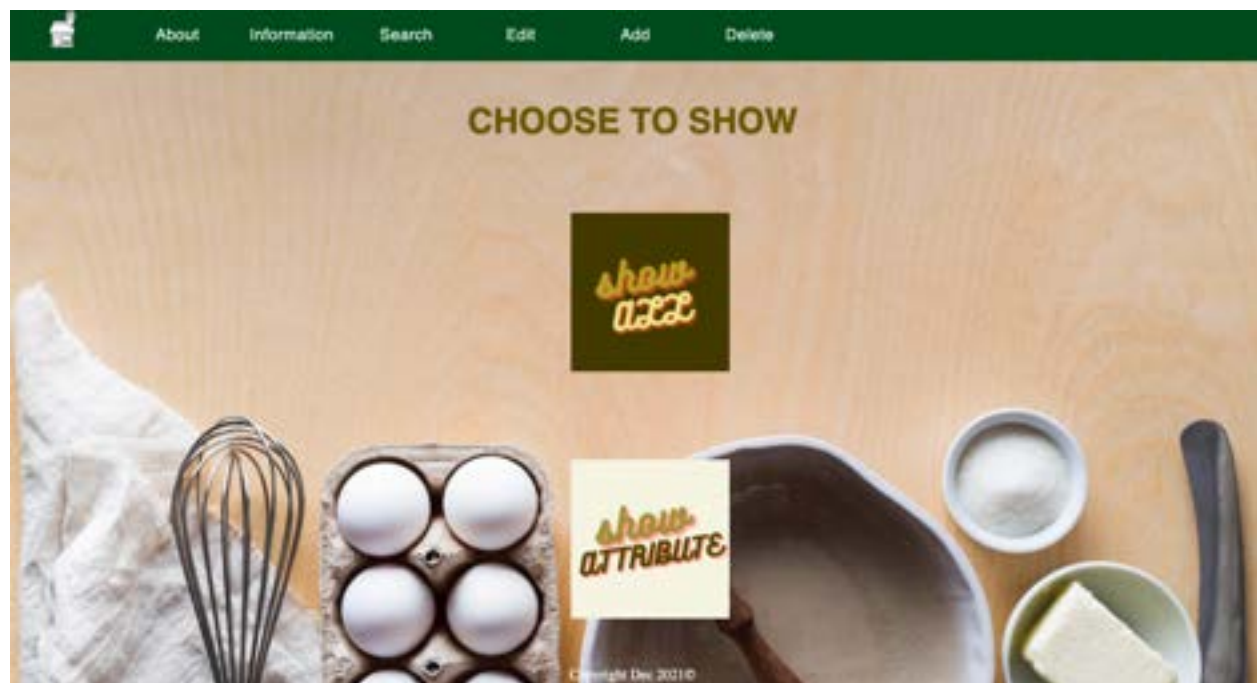 About Information Search Edit Add Delete
CHOOSE TO SHOW
show
ALL
show
ATTRIBUTE
Copyright Dec 2021©